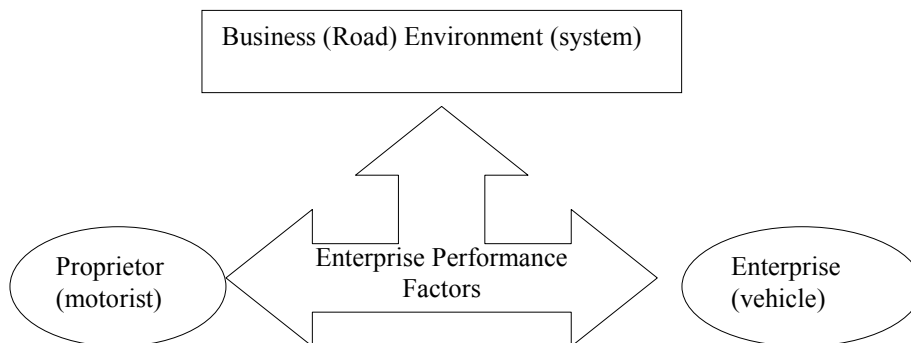 Business (Road) Environment (system)
Proprietor
(motorist)
Enterprise Performance
Factors
Enterprise
(vehicle)